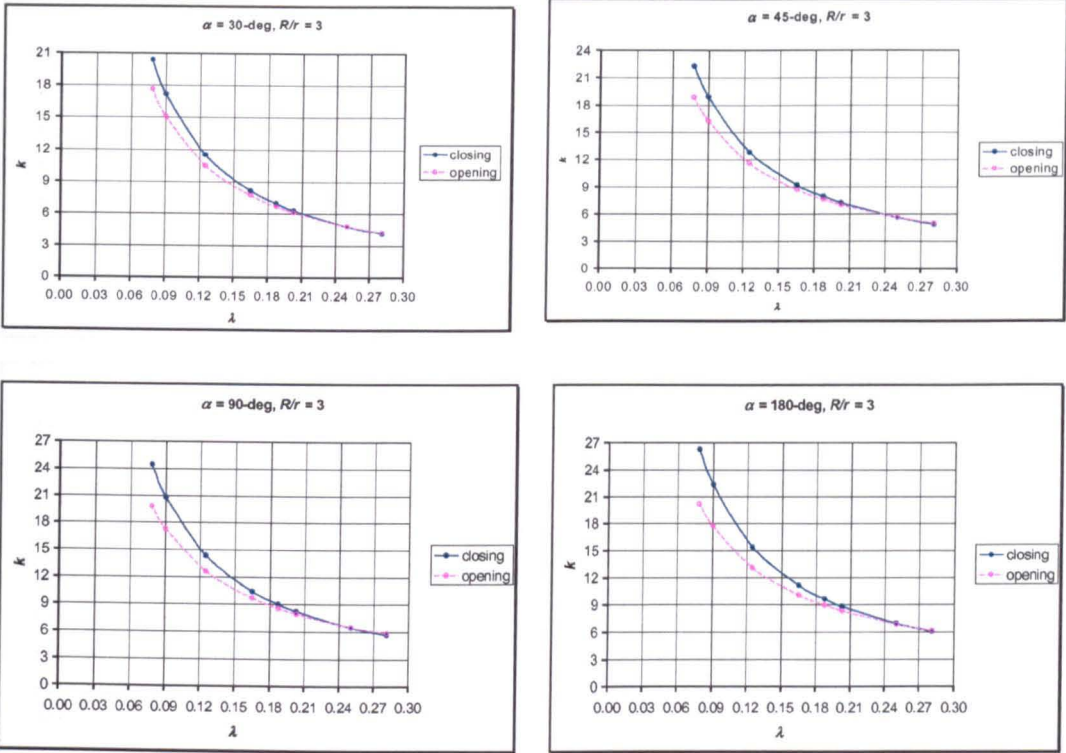 α = 30-deg, R/r = 3
21
18
15
12
9
6
3
0
k
0.00 0.03 0.06 0.09 0.12 0.15 0.18 0.21 0.24 0.27 0.30
λ
closing
opening
α = 45-deg, R/r = 3
24
21
18
15
12
9
6
3
0
k
0.00 0.03 0.06 0.09 0.12 0.15 0.18 0.21 0.24 0.27 0.30
λ
closing
opening
α = 90-deg, R/r = 3
27
24
21
18
15
12
9
6
3
0
k
0.00 0.03 0.06 0.09 0.12 0.15 0.18 0.21 0.24 0.27 0.30
λ
closing
opening
α = 180-deg, R/r = 3
27
24
21
18
15
12
9
6
3
0
k
0.00 0.03 0.06 0.09 0.12 0.15 0.18 0.21 0.24 0.27 0.30
λ
closing
opening